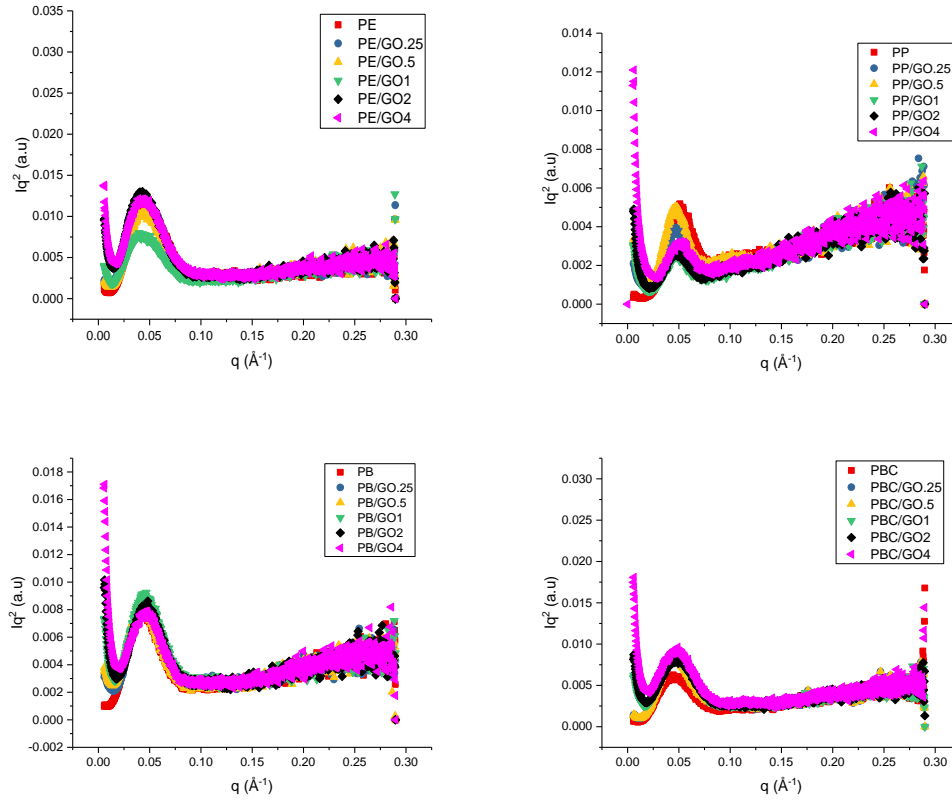 0.035
0.030
0.025
0.020
0.015
0.010
0.005
0.000
Iq² (a.u)
0.00 0.05 0.10 0.15 0.20 0.25 0.30
q (Å⁻¹)
PE
PE/GO.25
PE/GO.5
PE/GO1
PE/GO2
PE/GO4
0.014
0.012
0.010
0.008
0.006
0.004
0.002
0.000
Iq² (a.u)
0.00 0.05 0.10 0.15 0.20 0.25 0.30
q (Å⁻¹)
PP
PP/GO.25
PP/GO.5
PP/GO1
PP/GO2
PP/GO4
0.018
0.016
0.014
0.012
0.010
0.008
0.006
0.004
0.002
0.000
-0.002
Iq² (a.u)
0.00 0.05 0.10 0.15 0.20 0.25 0.30
q (Å⁻¹)
PB
PB/GO.25
PB/GO.5
PB/GO1
PB/GO2
PB/GO4
0.030
0.025
0.020
0.015
0.010
0.005
0.000
Iq² (a.u)
0.00 0.05 0.10 0.15 0.20 0.25 0.30
q (Å⁻¹)
PBC
PBC/GO.25
PBC/GO.5
PBC/GO1
PBC/GO2
PBC/GO4